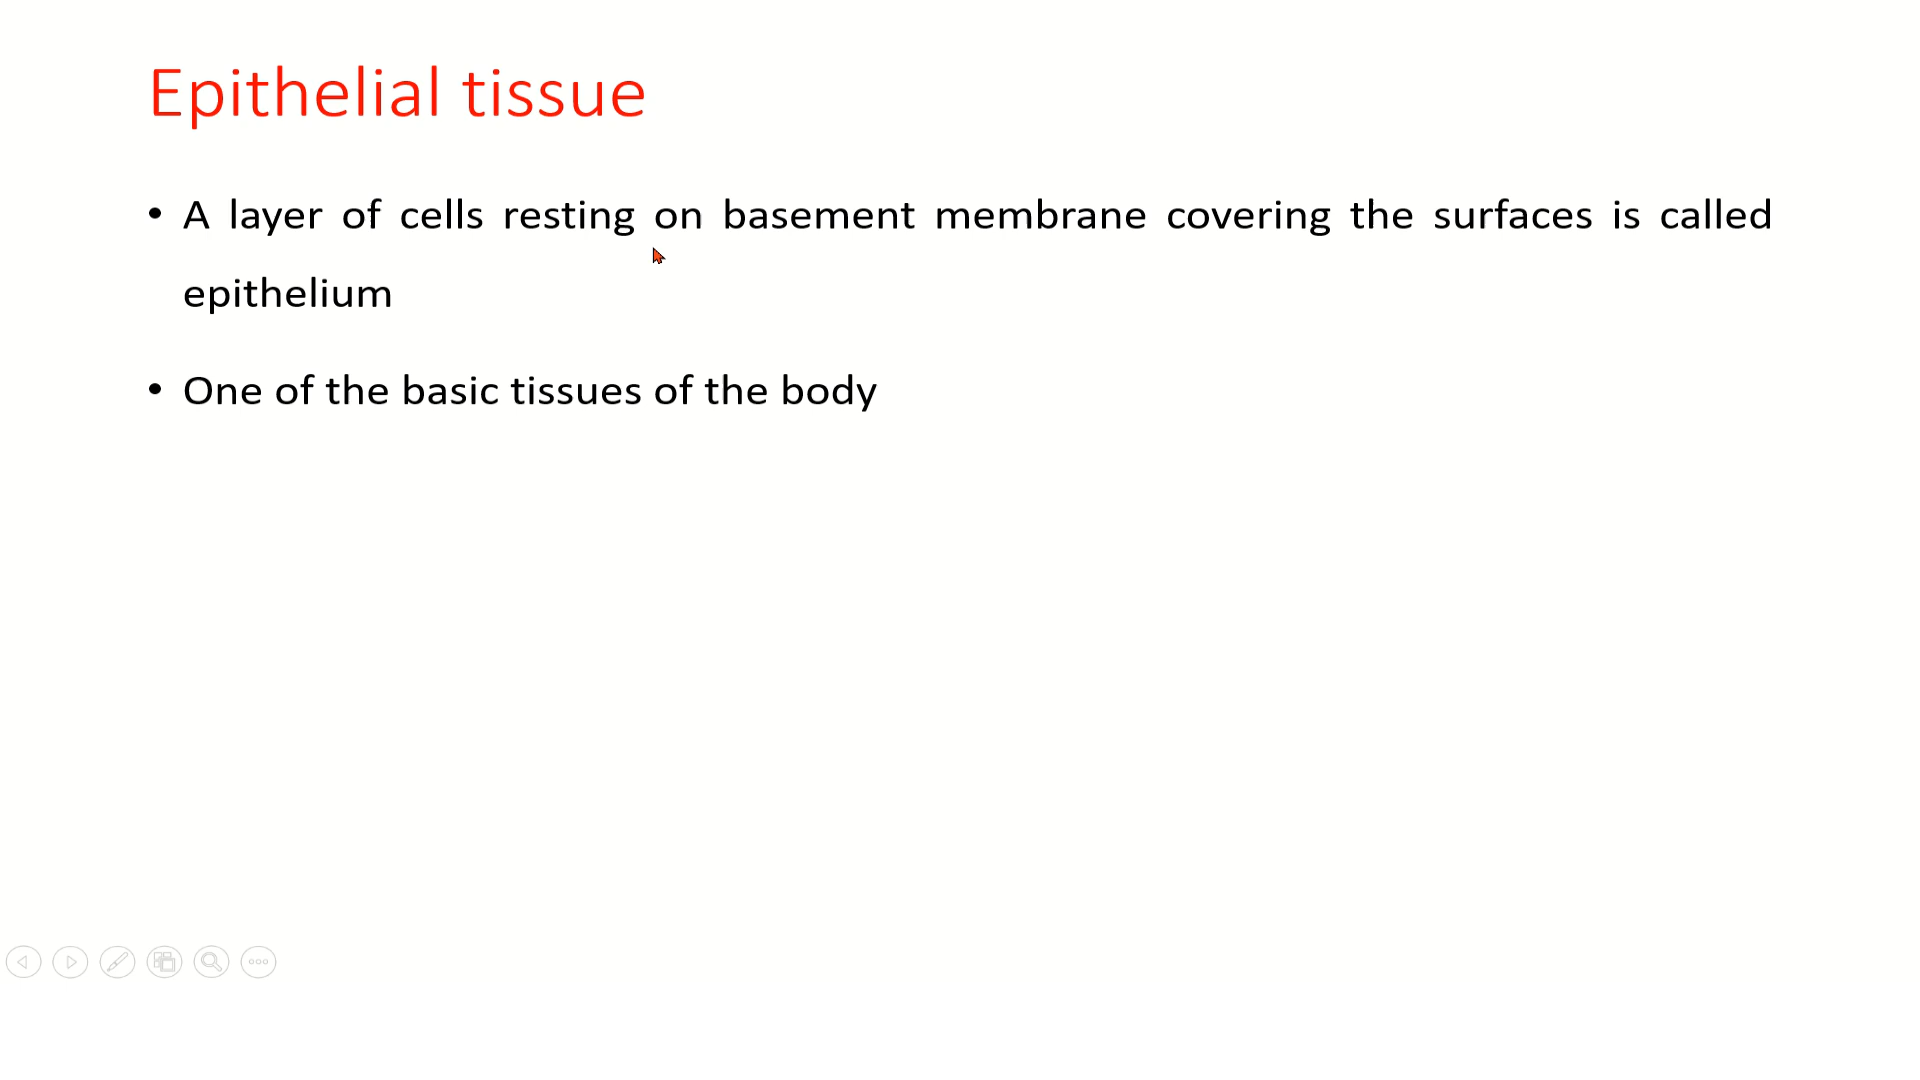 Epithelial tissue
• A layer of cells resting on basement membrane covering the surfaces is called
epithelium
• One of the basic tissues of the body